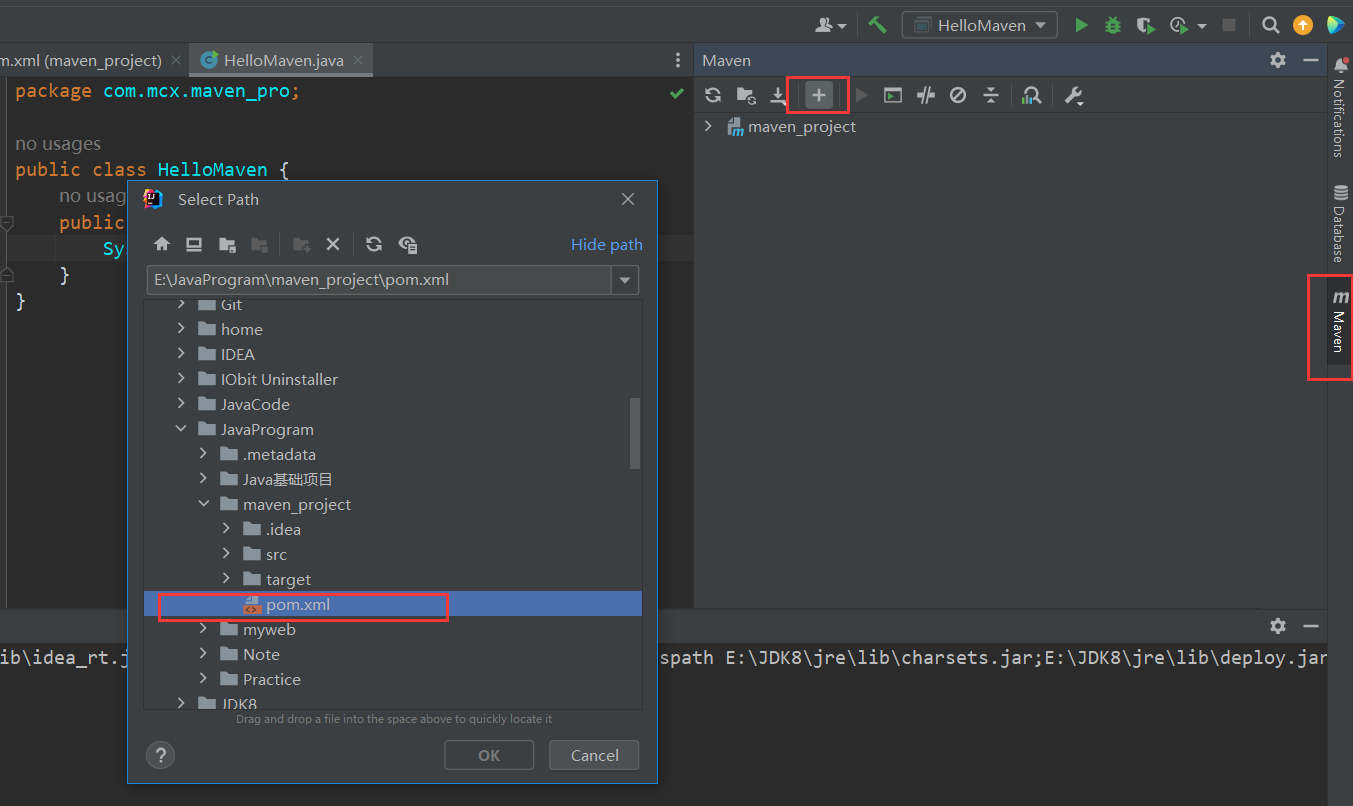 HelloMaven
m.xml (maven_project)
HelloMaven.java
Maven
package com.mcx.maven_pro;
maven_project
no usages
public class HelloMaven {
no usag
public
Sy
}
}
Notifications
Database
Maven
Select Path
Hide path
E:\JavaProgram\maven_project\pom.xml
Git
home
IDEA
IObit Uninstaller
JavaCode
JavaProgram
.metadata
Java基础项目
maven_project
.idea
src
target
pom.xml
myweb
Note
Practice
JDK8
Drag and drop a file into the space above to quickly locate it
?
OK
Cancel
ib\idea_rt.j
spath E:\JDK8\jre\lib\charsets.jar;E:\JDK8\jre\lib\deploy.jar